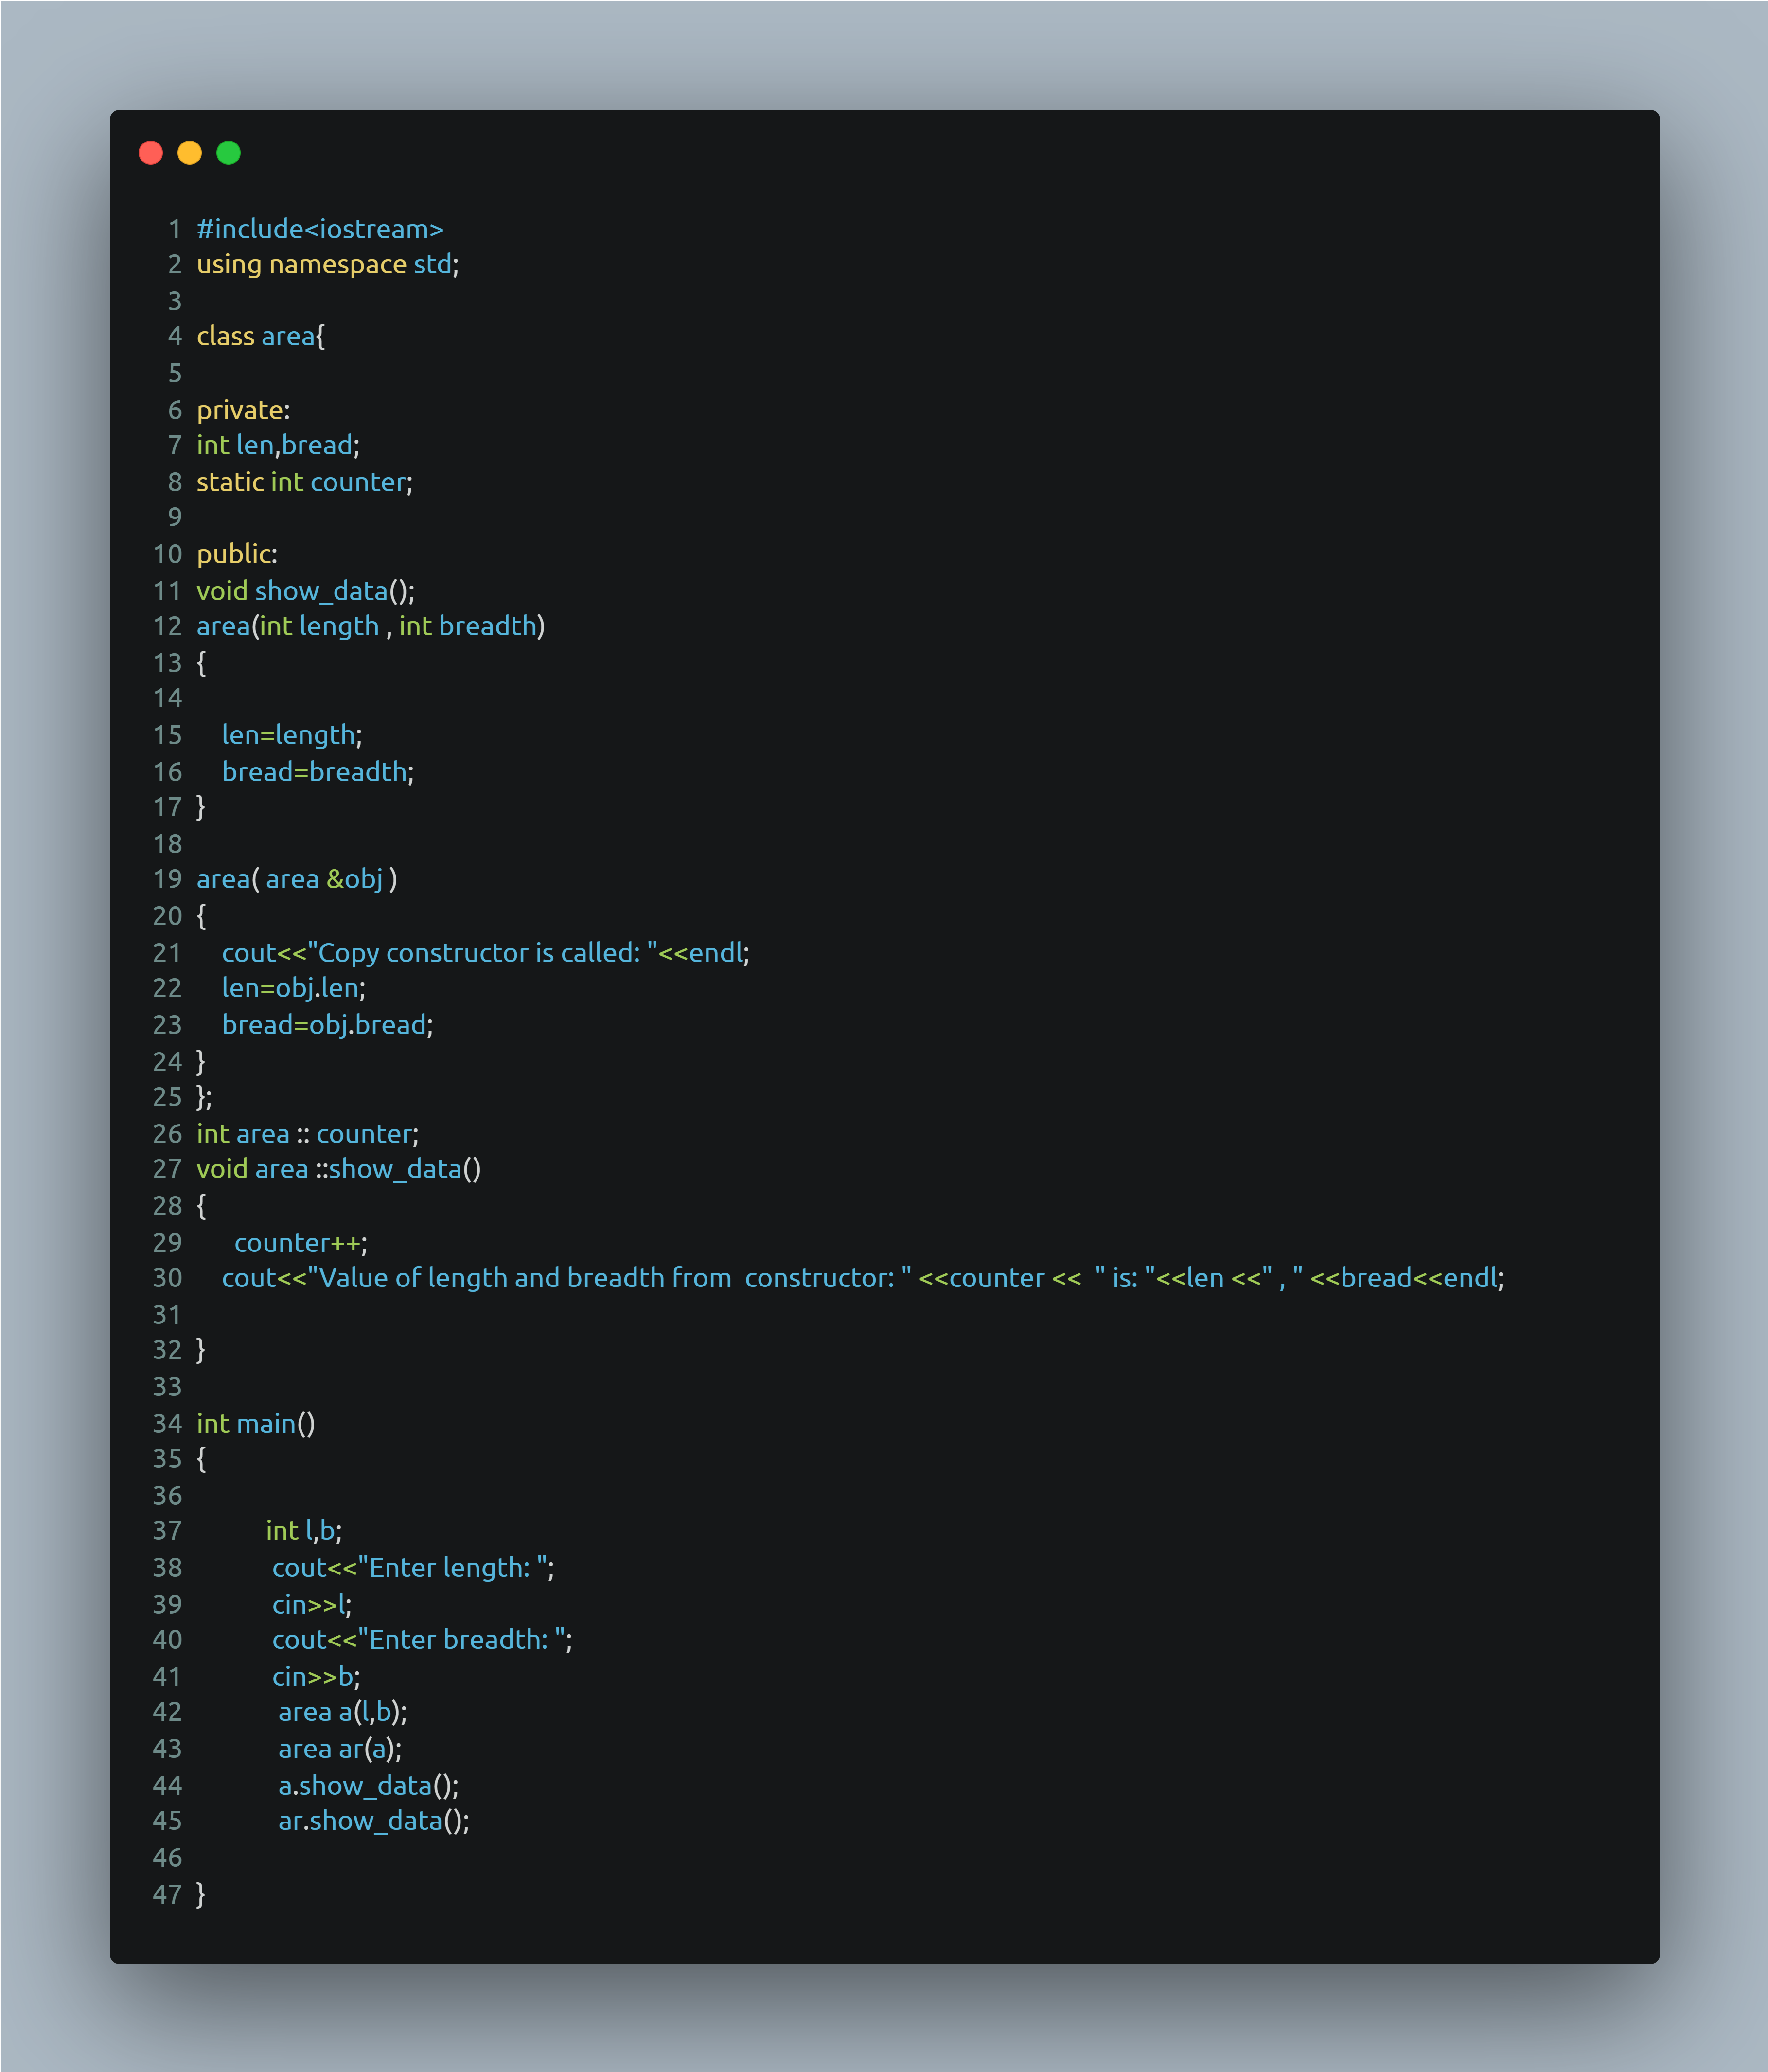 1 #include<iostream>
2 using namespace std;
3
4 class area{
5
6 private:
7 int len,bread;
8 static int counter;
9
10 public:
11 void show_data();
12 area(int length , int breadth)
13 {
14
15     len=length;
16     bread=breadth;
17 }
18
19 area( area &obj )
20 {
21     cout<<"Copy constructor is called: "<<endl;
22     len=obj.len;
23     bread=obj.bread;
24 }
25 };
26 int area :: counter;
27 void area ::show_data()
28 {
29       counter++;
30     cout<<"Value of length and breadth from  constructor: " <<counter <<  " is: "<<len <<" , " <<bread<<endl;
31
32 }
33
34 int main()
35 {
36
37            int l,b;
38             cout<<"Enter length: ";
39             cin>>l;
40             cout<<"Enter breadth: ";
41             cin>>b;
42              area a(l,b);
43              area ar(a);
44              a.show_data();
45              ar.show_data();
46
47 }